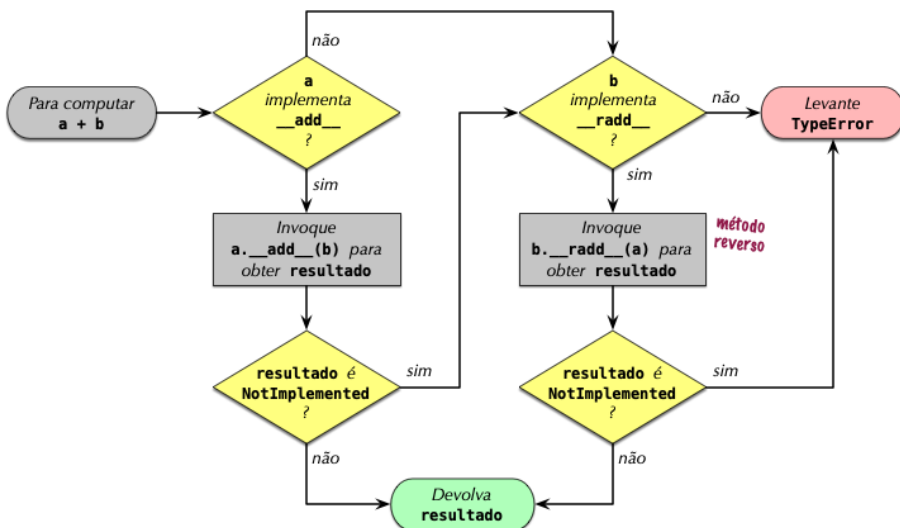 não
Para computar
a + b
a
implementa
__add__
?
b
implementa
__radd__
?
não
Levante
TypeError
sim
sim
Invoque
a.__add__(b) para
obter resultado
Invoque
b.__radd__(a) para
obter resultado
método
reverso
resultado é
NotImplemented
?
sim
resultado é
NotImplemented
?
sim
não
não
Devolva
resultado